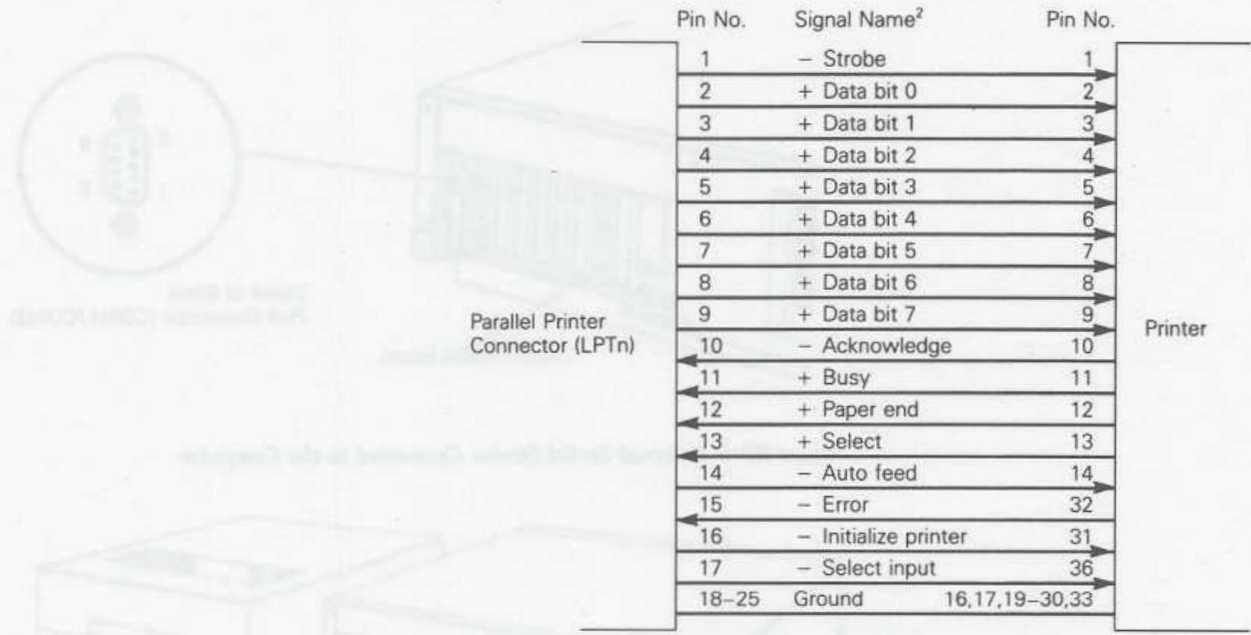 Pin No. Signal Name² Pin No.
1 − Strobe 1
2 + Data bit 0 2
3 + Data bit 1 3
4 + Data bit 2 4
5 + Data bit 3 5
6 + Data bit 4 6
7 + Data bit 5 7
8 + Data bit 6 8
9 + Data bit 7 9
Parallel Printer
Connector (LPTn)
Printer
10 − Acknowledge 10
11 + Busy 11
12 + Paper end 12
13 + Select 13
14 − Auto feed 14
15 − Error 32
16 − Initialize printer 31
17 − Select input 36
18–25 Ground 16,17,19–30,33